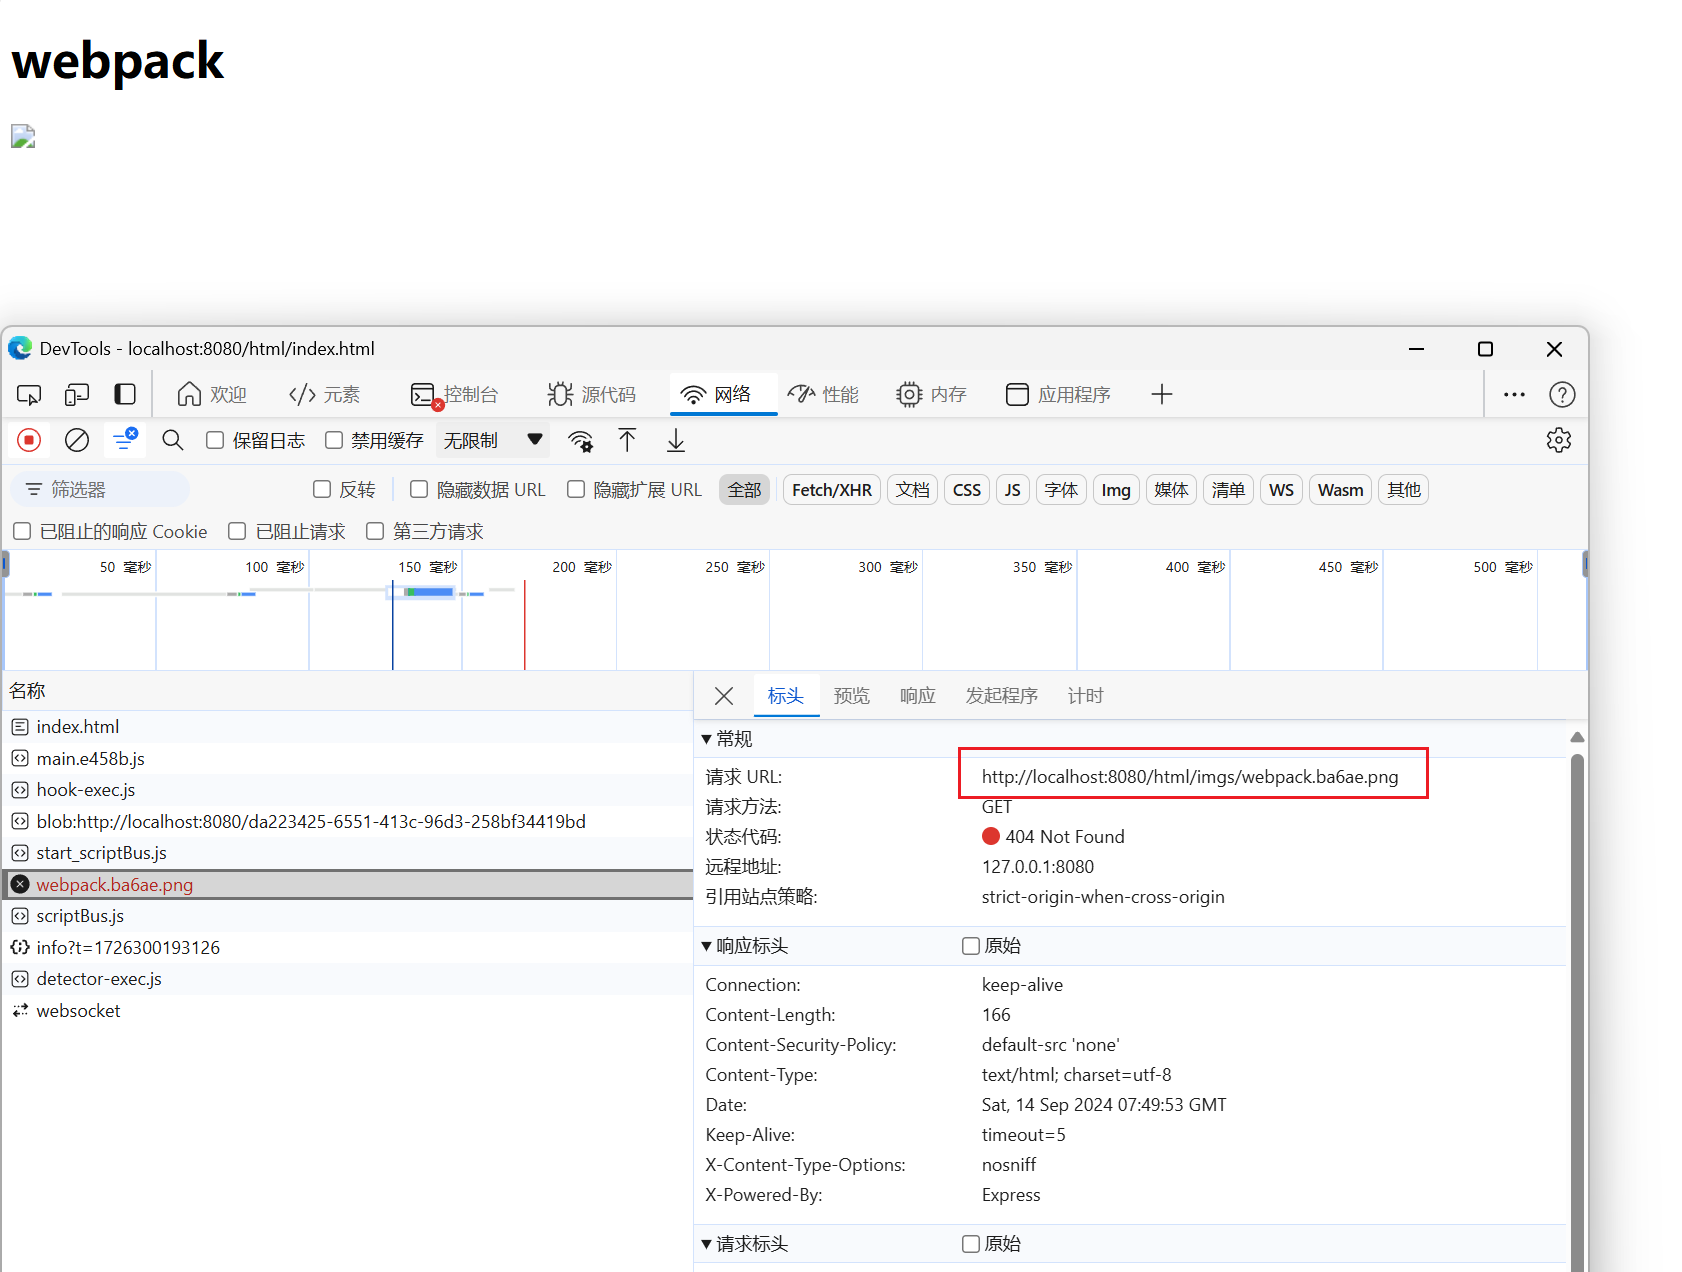 webpack
DevTools - localhost:8080/html/index.html
欢迎 元素 控制台 源代码 网络 性能 内存 应用程序
保留日志 禁用缓存 无限制
筛选器 反转 隐藏数据 URL 隐藏扩展 URL 全部 Fetch/XHR 文档 CSS JS 字体 Img 媒体 清单 WS Wasm 其他
已阻止的响应 Cookie 已阻止请求 第三方请求
50 毫秒 100 毫秒 150 毫秒 200 毫秒 250 毫秒 300 毫秒 350 毫秒 400 毫秒 450 毫秒 500 毫秒
名称
index.html
main.e458b.js
hook-exec.js
blob:http://localhost:8080/da223425-6551-413c-96d3-258bf34419bd
start_scriptBus.js
webpack.ba6ae.png
scriptBus.js
info?t=1726300193126
detector-exec.js
websocket
标头 预览 响应 发起程序 计时
常规
请求 URL: http://localhost:8080/html/imgs/webpack.ba6ae.png
请求方法: GET
状态代码: 404 Not Found
远程地址: 127.0.0.1:8080
引用站点策略: strict-origin-when-cross-origin
响应标头 原始
Connection: keep-alive
Content-Length: 166
Content-Security-Policy: default-src 'none'
Content-Type: text/html; charset=utf-8
Date: Sat, 14 Sep 2024 07:49:53 GMT
Keep-Alive: timeout=5
X-Content-Type-Options: nosniff
X-Powered-By: Express
请求标头 原始